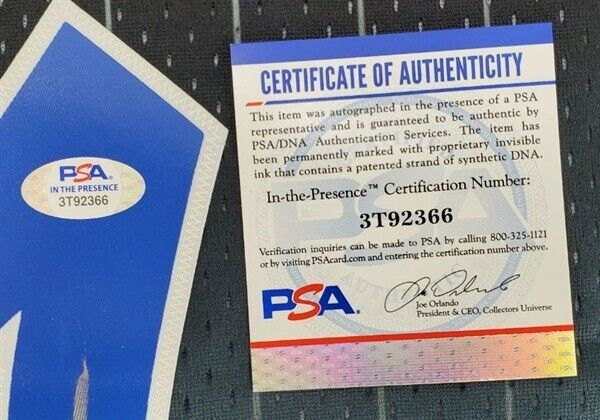 CERTIFICATE OF AUTHENTICITY
This item was autographed in the presence of a PSA
representative and is guaranteed to be authentic by
PSA/DNA Authentication Services. The item has
been permanently marked with proprietary invisible
ink that contains a patented strand of synthetic DNA.
In-the-Presence™ Certification Number:
3T92366
Verification inquiries can be made to PSA by calling 800-325-1121
or by visiting PSAcard.com and entering the certification number above.
PSA.
Joe Orlando
President & CEO, Collectors Universe
PSA.
IN THE PRESENCE
3T92366